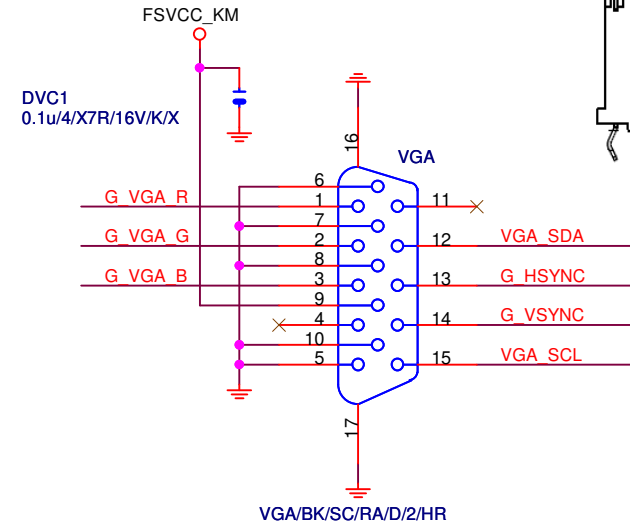 FSVCC_KM
DVC1
0.1u/4/X7R/16V/K/X
16
VGA
6
G_VGA_R
1
11
7
G_VGA_G
2
12
VGA_SDA
8
G_VGA_B
3
13
G_HSYNC
9
4
14
G_VSYNC
10
5
15
VGA_SCL
17
VGA/BK/SC/RA/D/2/HR